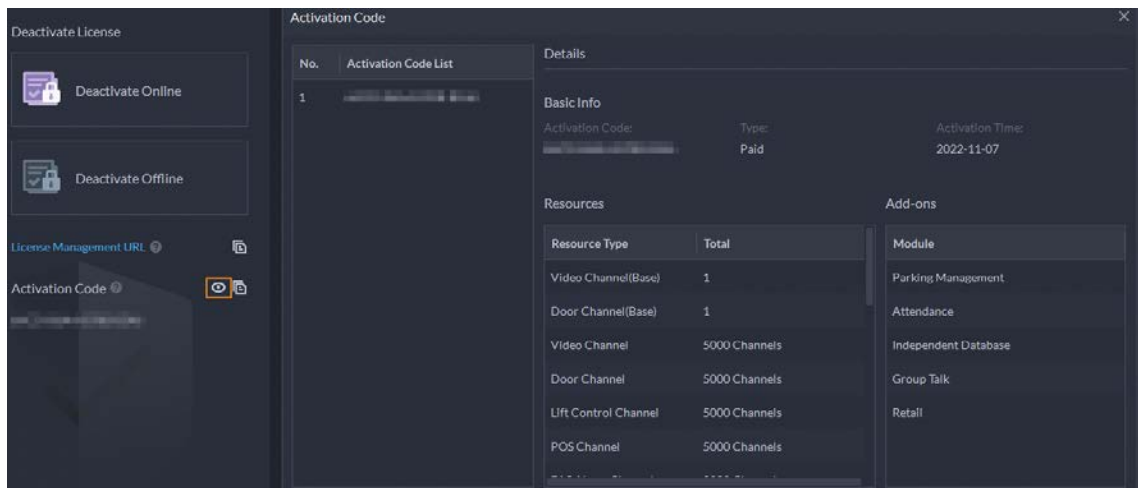 Deactivate License
Deactivate Online
Deactivate Offline
License Management URL
Activation Code
Activation Code
No. Activation Code List
1
Details
Basic Info
Activation Code: Type: Activation Time:
Paid 2022-11-07
Resources Add-ons
Resource Type Total Module
Video Channel(Base) 1 Parking Management
Door Channel(Base) 1 Attendance
Video Channel 5000 Channels Independent Database
Door Channel 5000 Channels Group Talk
Lift Control Channel 5000 Channels Retail
POS Channel 5000 Channels